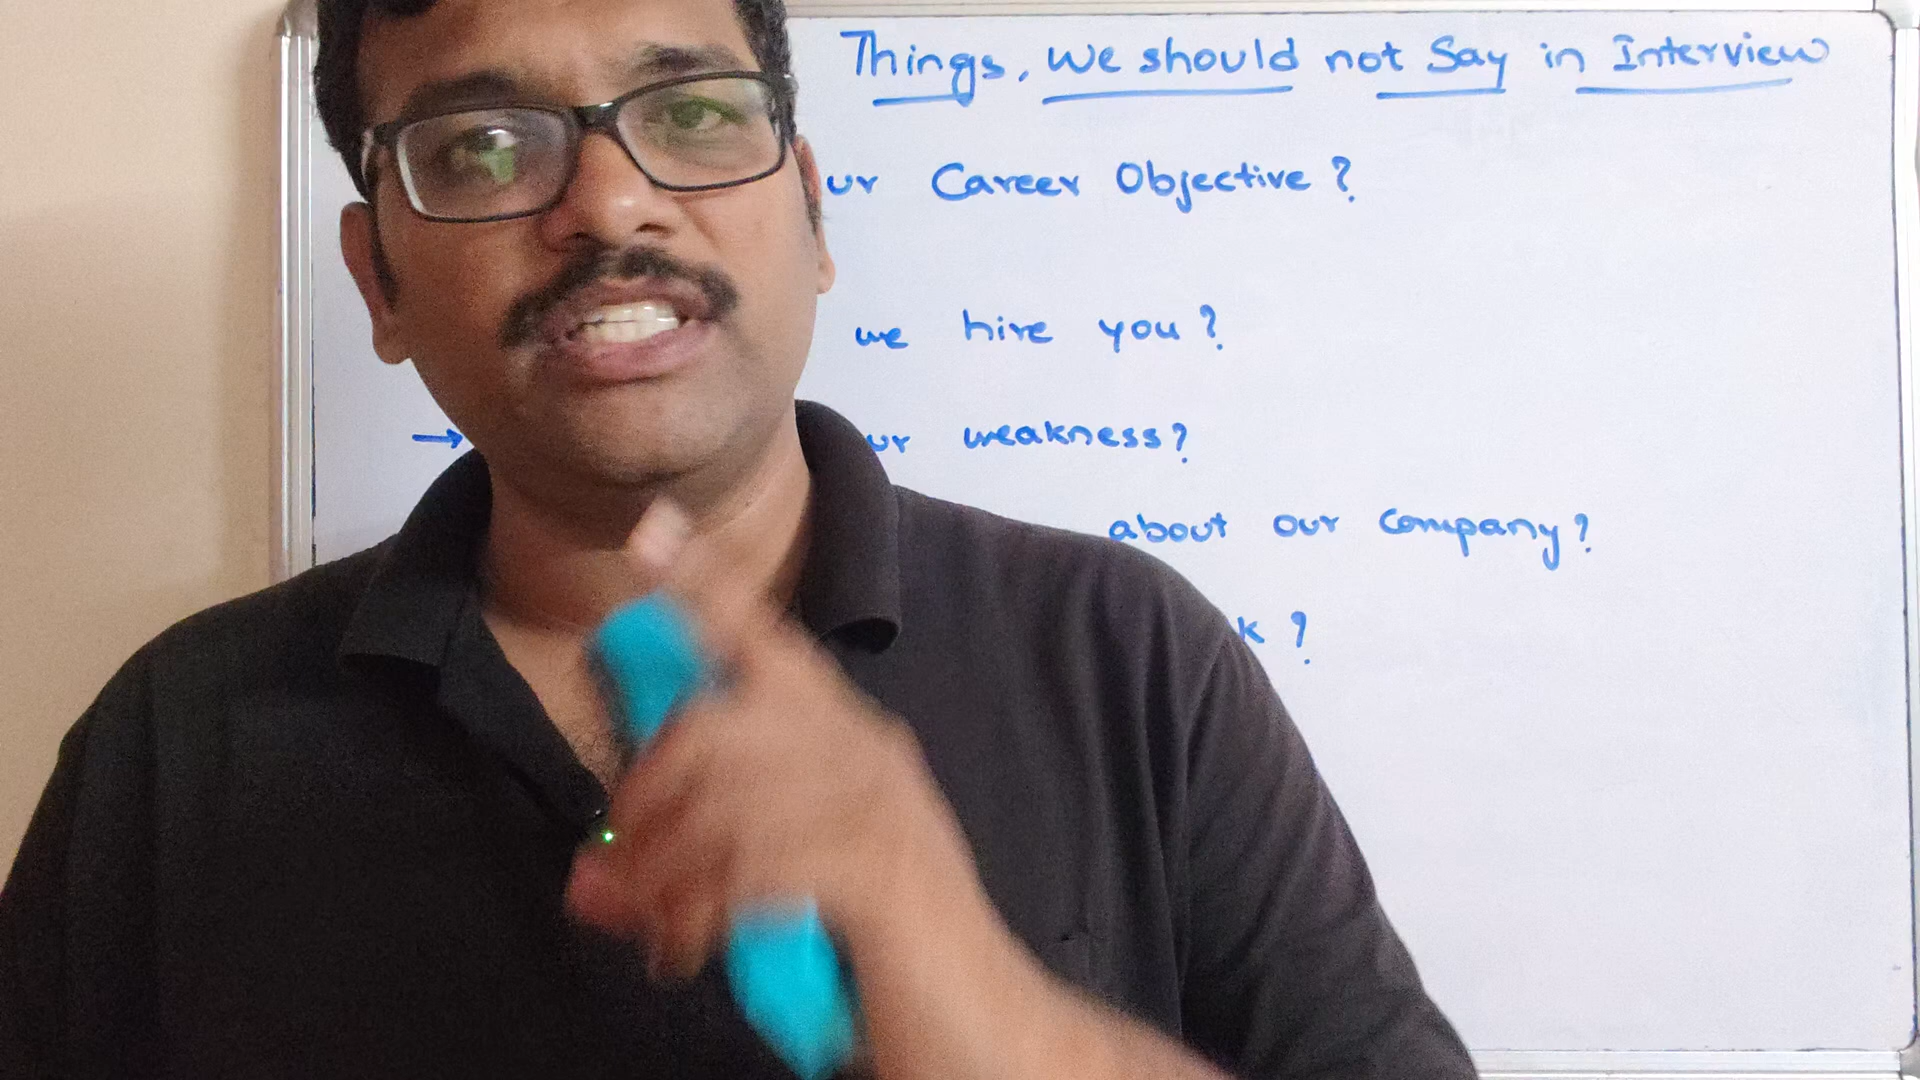 Things, we should not Say in Interview
ur Career Objective ?
we hire you ?
→ ur weakness ?
about our Company ?
k ?